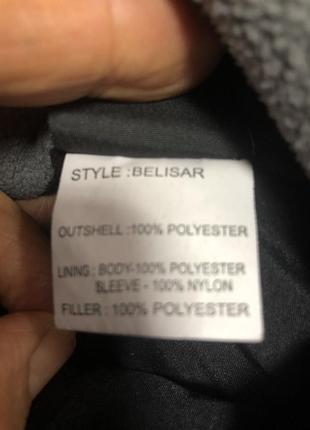 STYLE :BELISAR
OUTSHELL :100% POLYESTER
LINING : BODY-100% POLYESTER
SLEEVE - 100% NYLON
FILLER : 100% POLYESTER